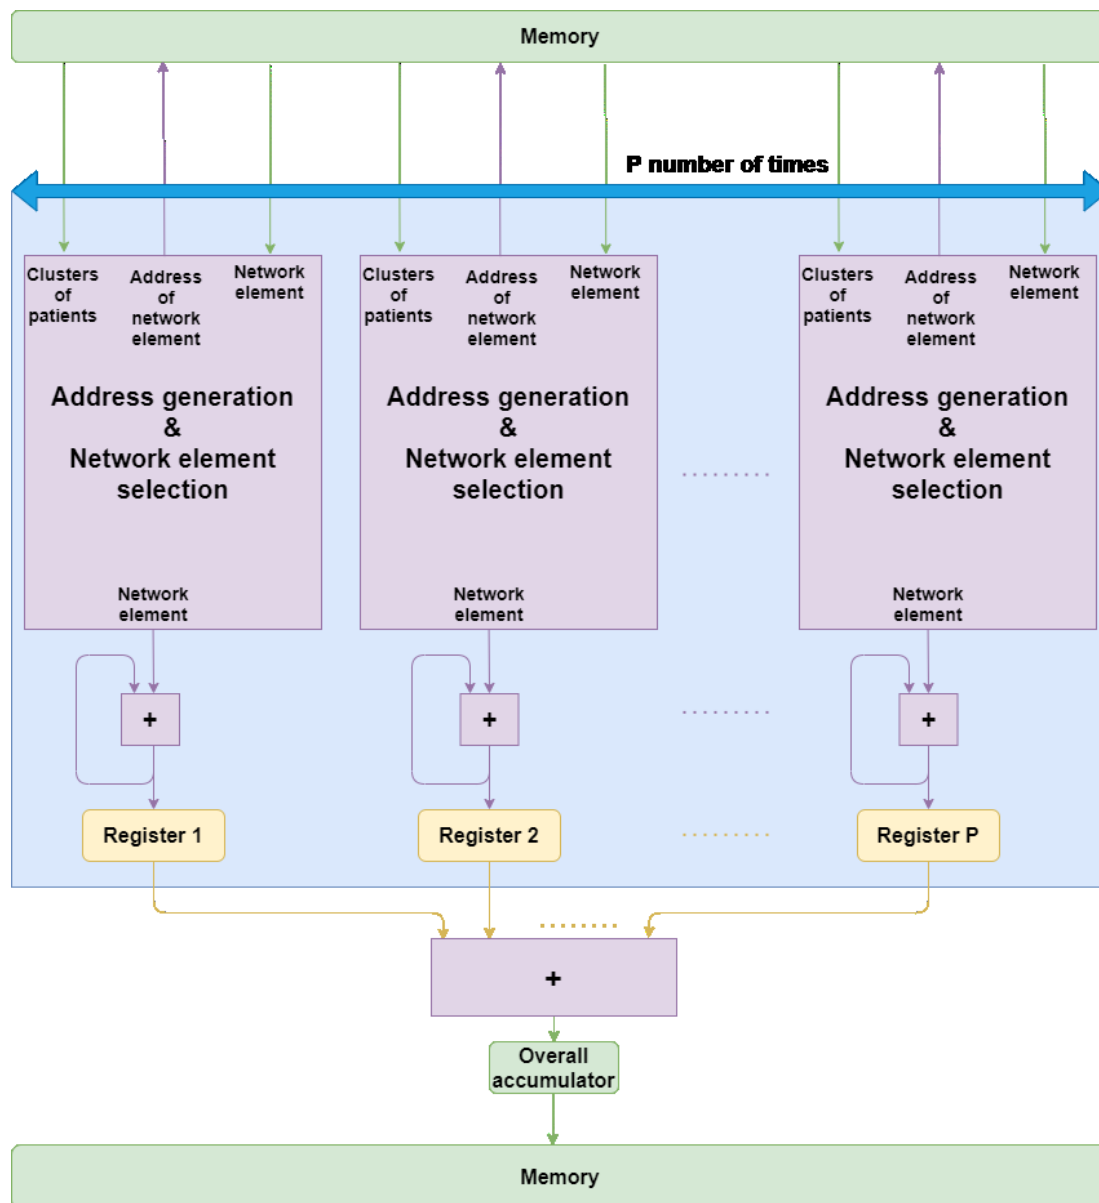 Memory
P number of times
Clusters
of
patients
Address
of
network
element
Network
element
Address generation
&
Network element
selection
Network
element
+
Register 1
Clusters
of
patients
Address
of
network
element
Network
element
Address generation
&
Network element
selection
Network
element
+
Register 2
Clusters
of
patients
Address
of
network
element
Network
element
Address generation
&
Network element
selection
Network
element
+
Register P
+
Overall
accumulator
Memory